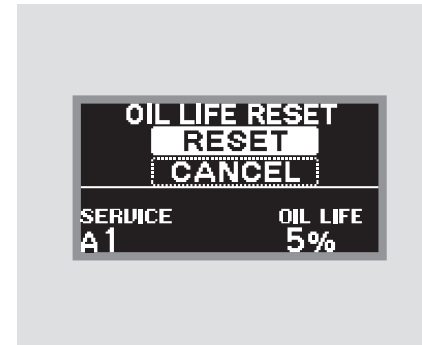 OIL LIFE RESET
RESET
CANCEL
SERVICE OIL LIFE
A1 5%